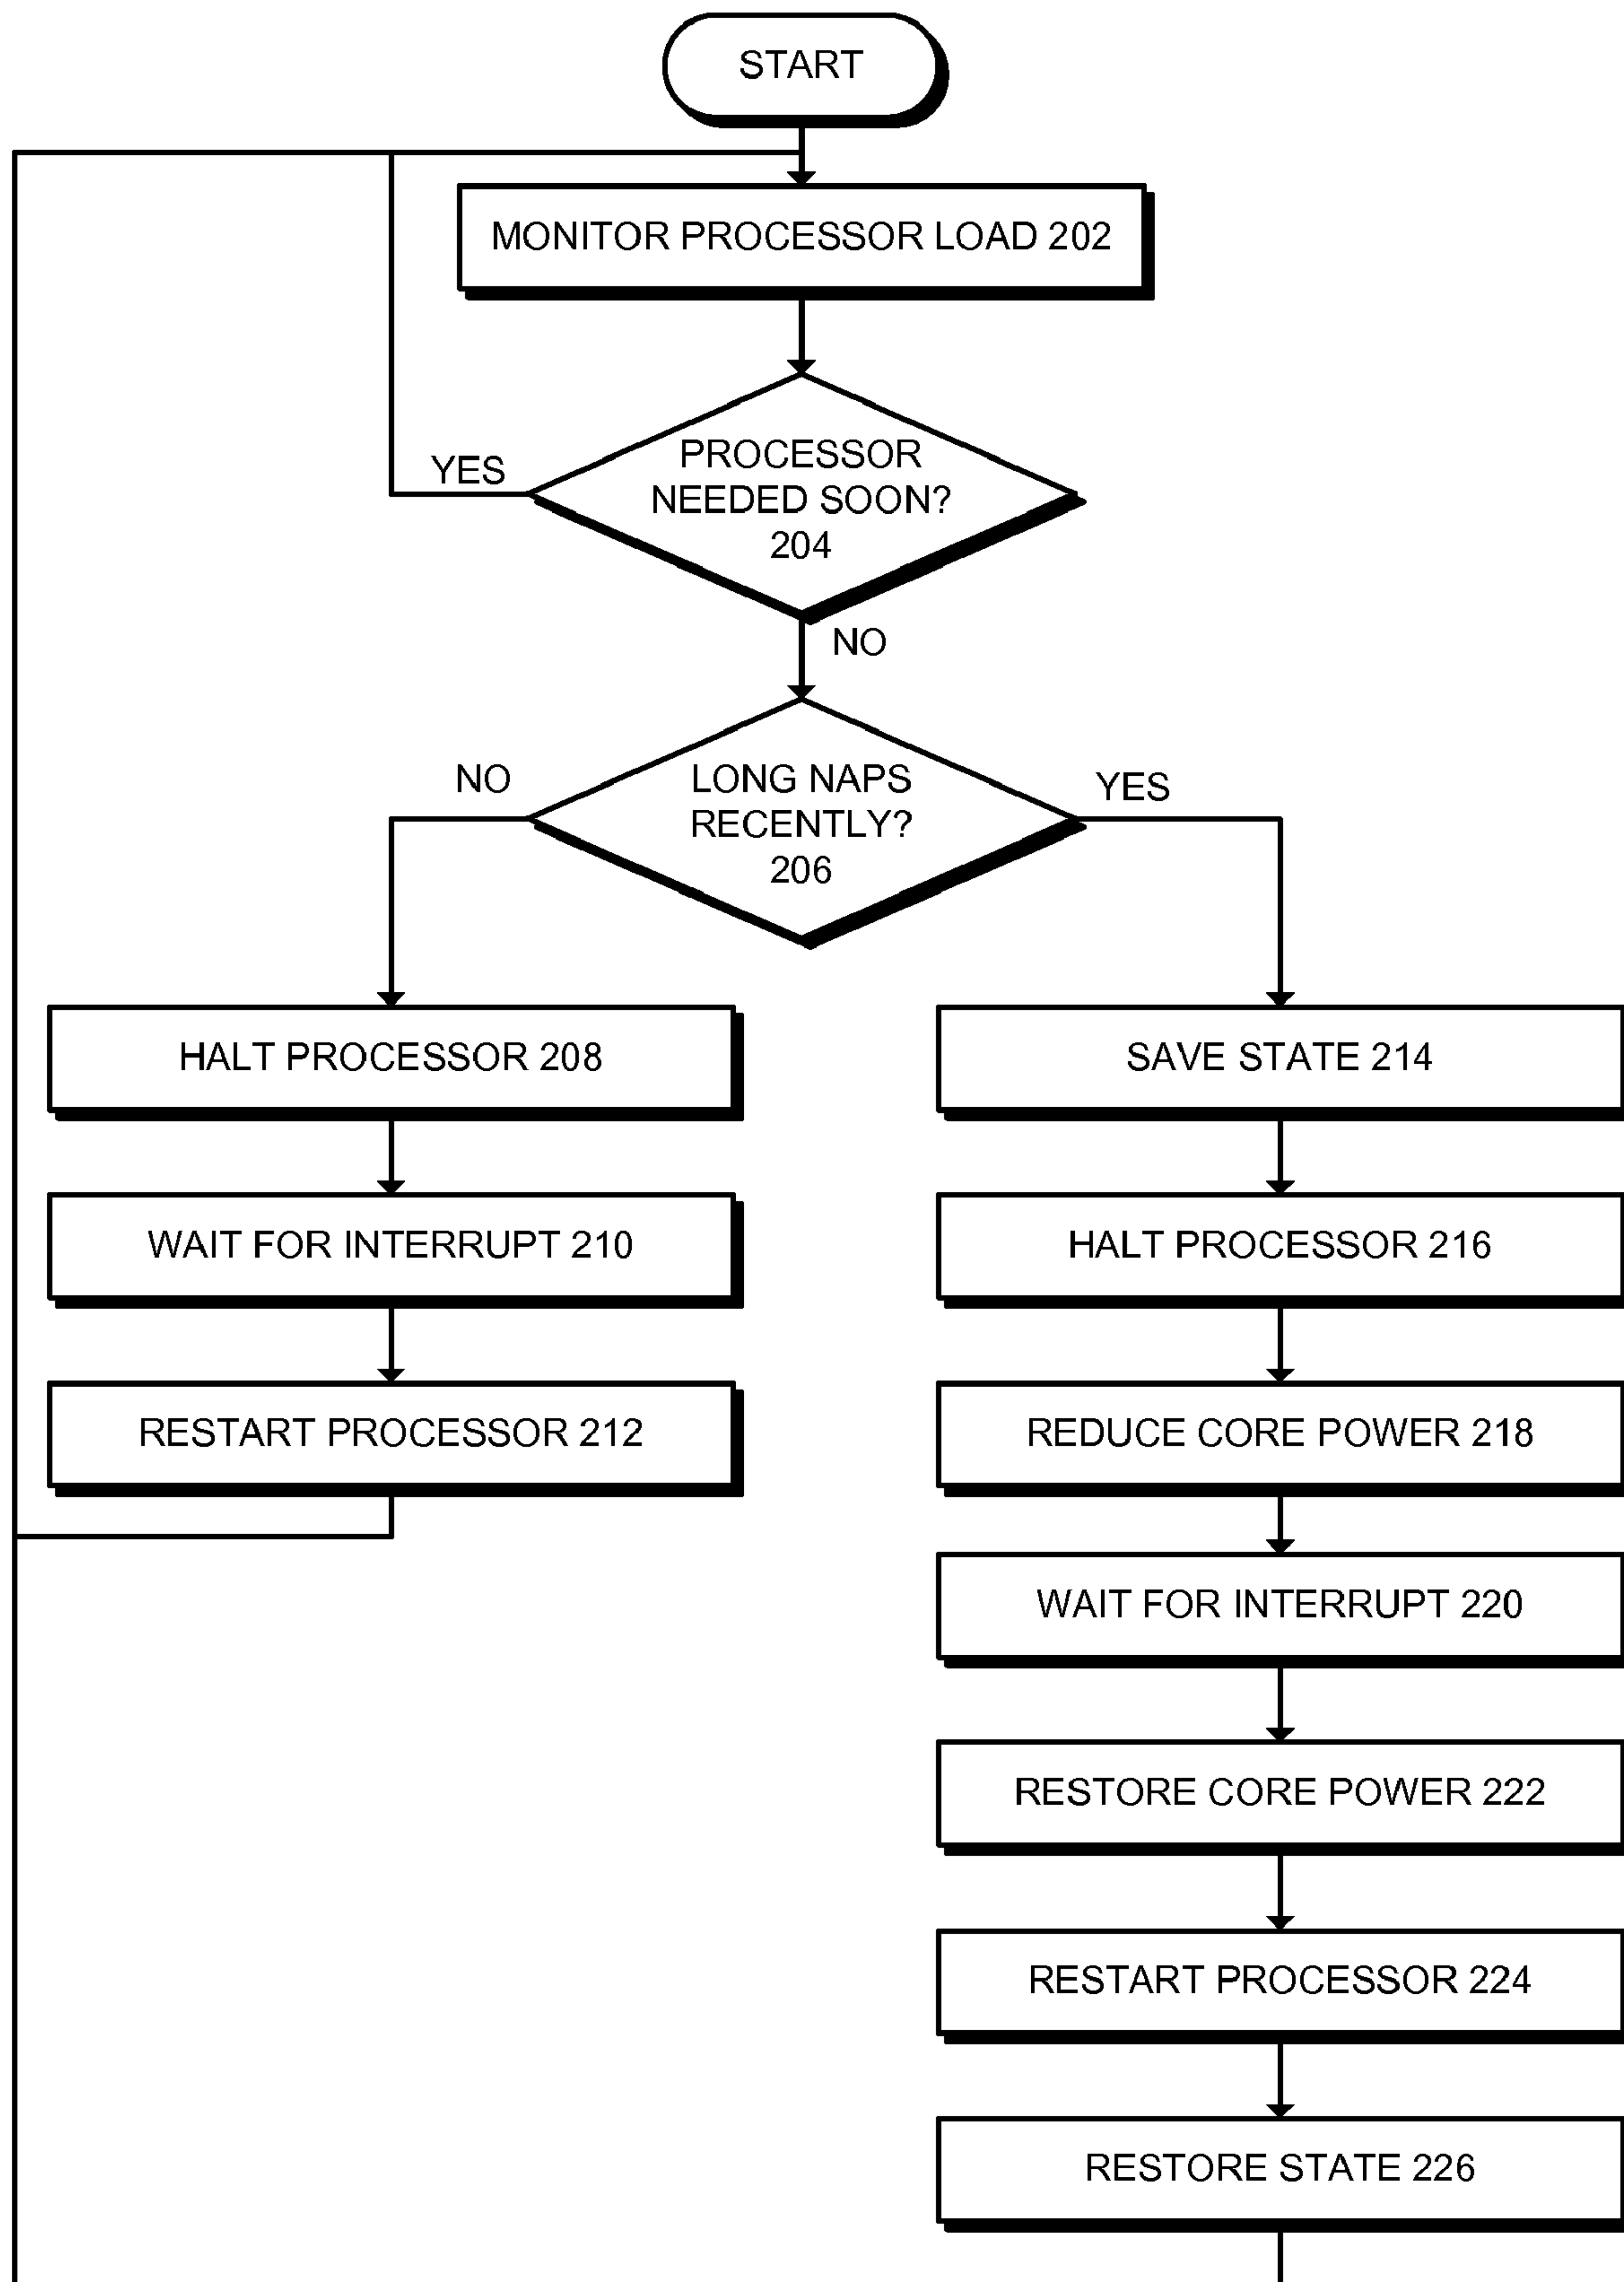 START
MONITOR PROCESSOR LOAD 202
PROCESSOR
NEEDED SOON?
204
YES
NO
LONG NAPS
RECENTLY?
206
NO
YES
HALT PROCESSOR 208
WAIT FOR INTERRUPT 210
RESTART PROCESSOR 212
SAVE STATE 214
HALT PROCESSOR 216
REDUCE CORE POWER 218
WAIT FOR INTERRUPT 220
RESTORE CORE POWER 222
RESTART PROCESSOR 224
RESTORE STATE 226